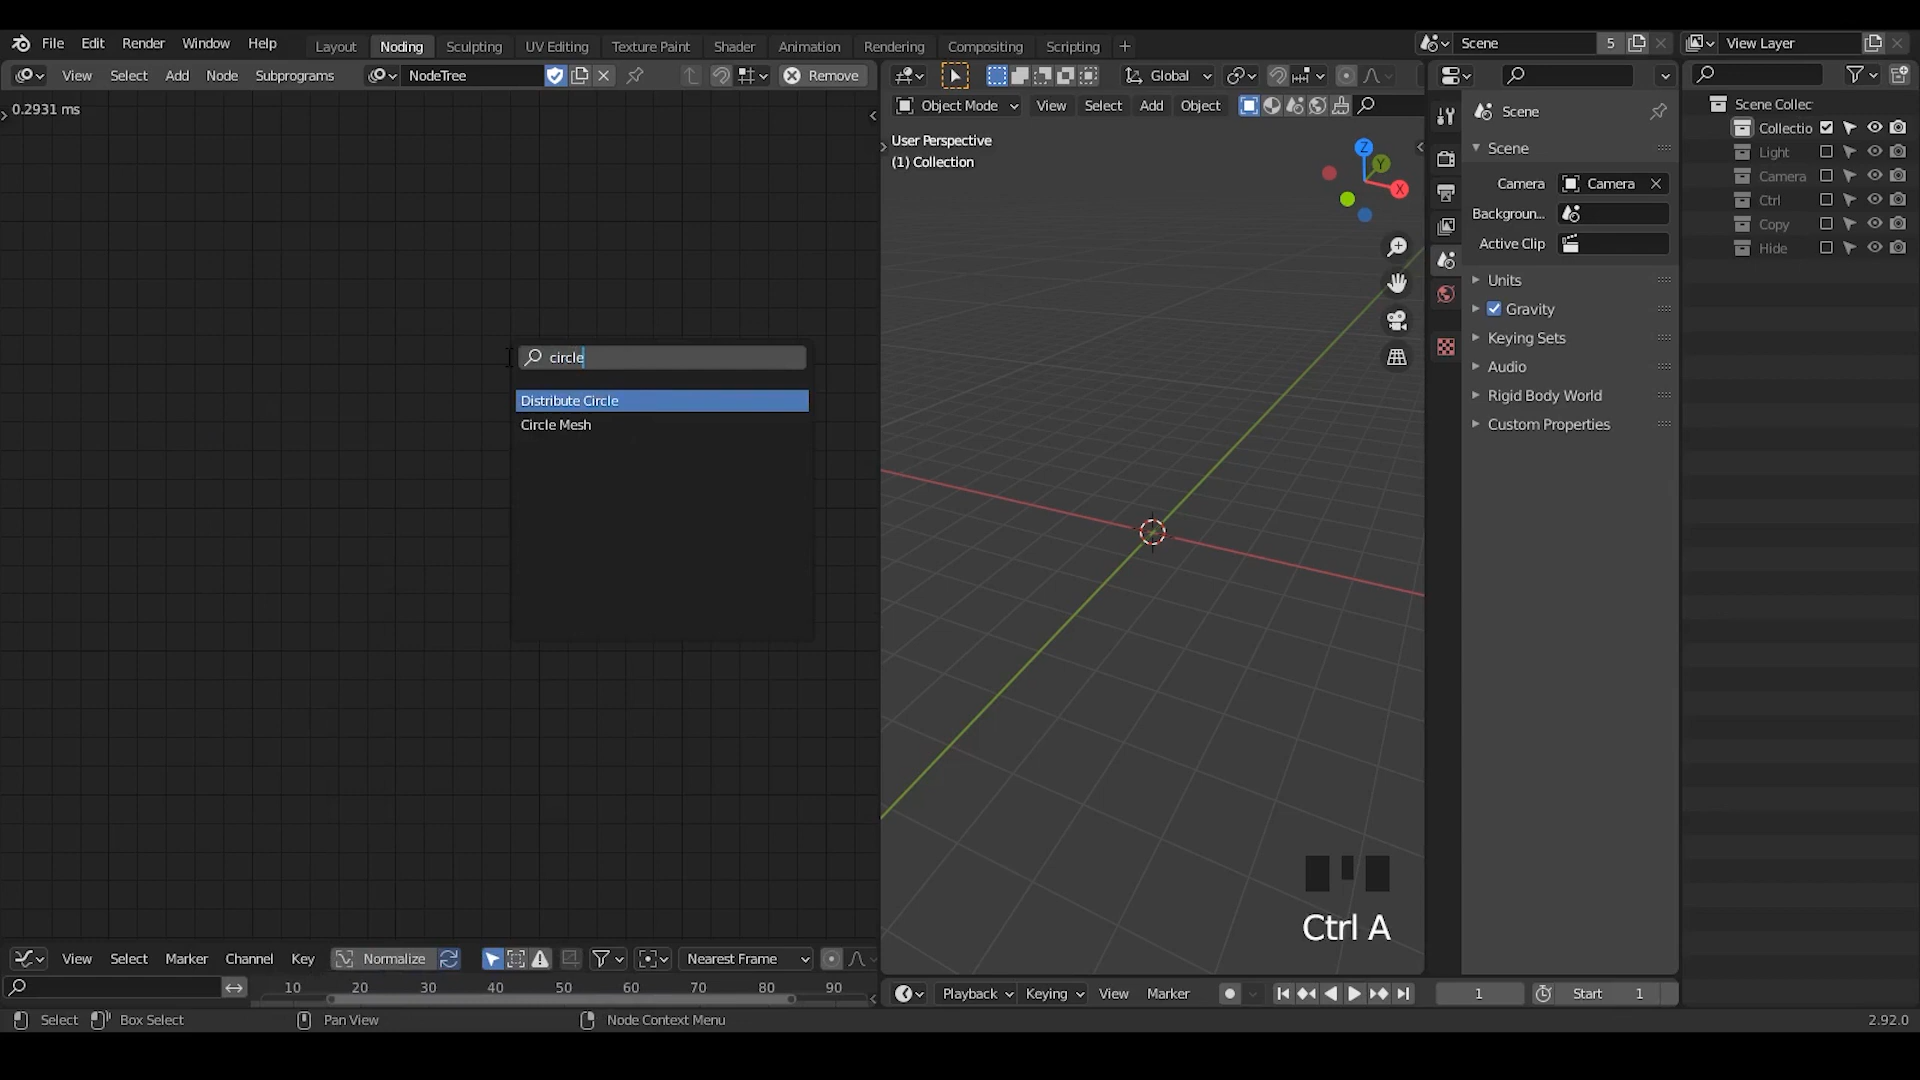 File Edit Render Window Help Layout Noding Sculpting UV Editing Texture Paint Shader Animation Rendering Compositing Scripting + Scene 5 View Layer
View Select Add Node Subprograms NodeTree Remove Global
0.2931 ms
Object Mode View Select Add Object
User Perspective
(1) Collection
Z
Y
X
Scene
Scene
Camera Camera
Backgroun...
Active Clip
Units
Gravity
Keying Sets
Audio
Rigid Body World
Custom Properties
Scene Collec
Collectio
Light
Camera
Ctrl
Copy
Hide
circle
Distribute Circle
Circle Mesh
Ctrl A
View Select Marker Channel Key Normalize Nearest Frame
10 20 30 40 50 60 70 80 90
Playback Keying View Marker 1 Start 1
Select Box Select Pan View Node Context Menu 2.92.0